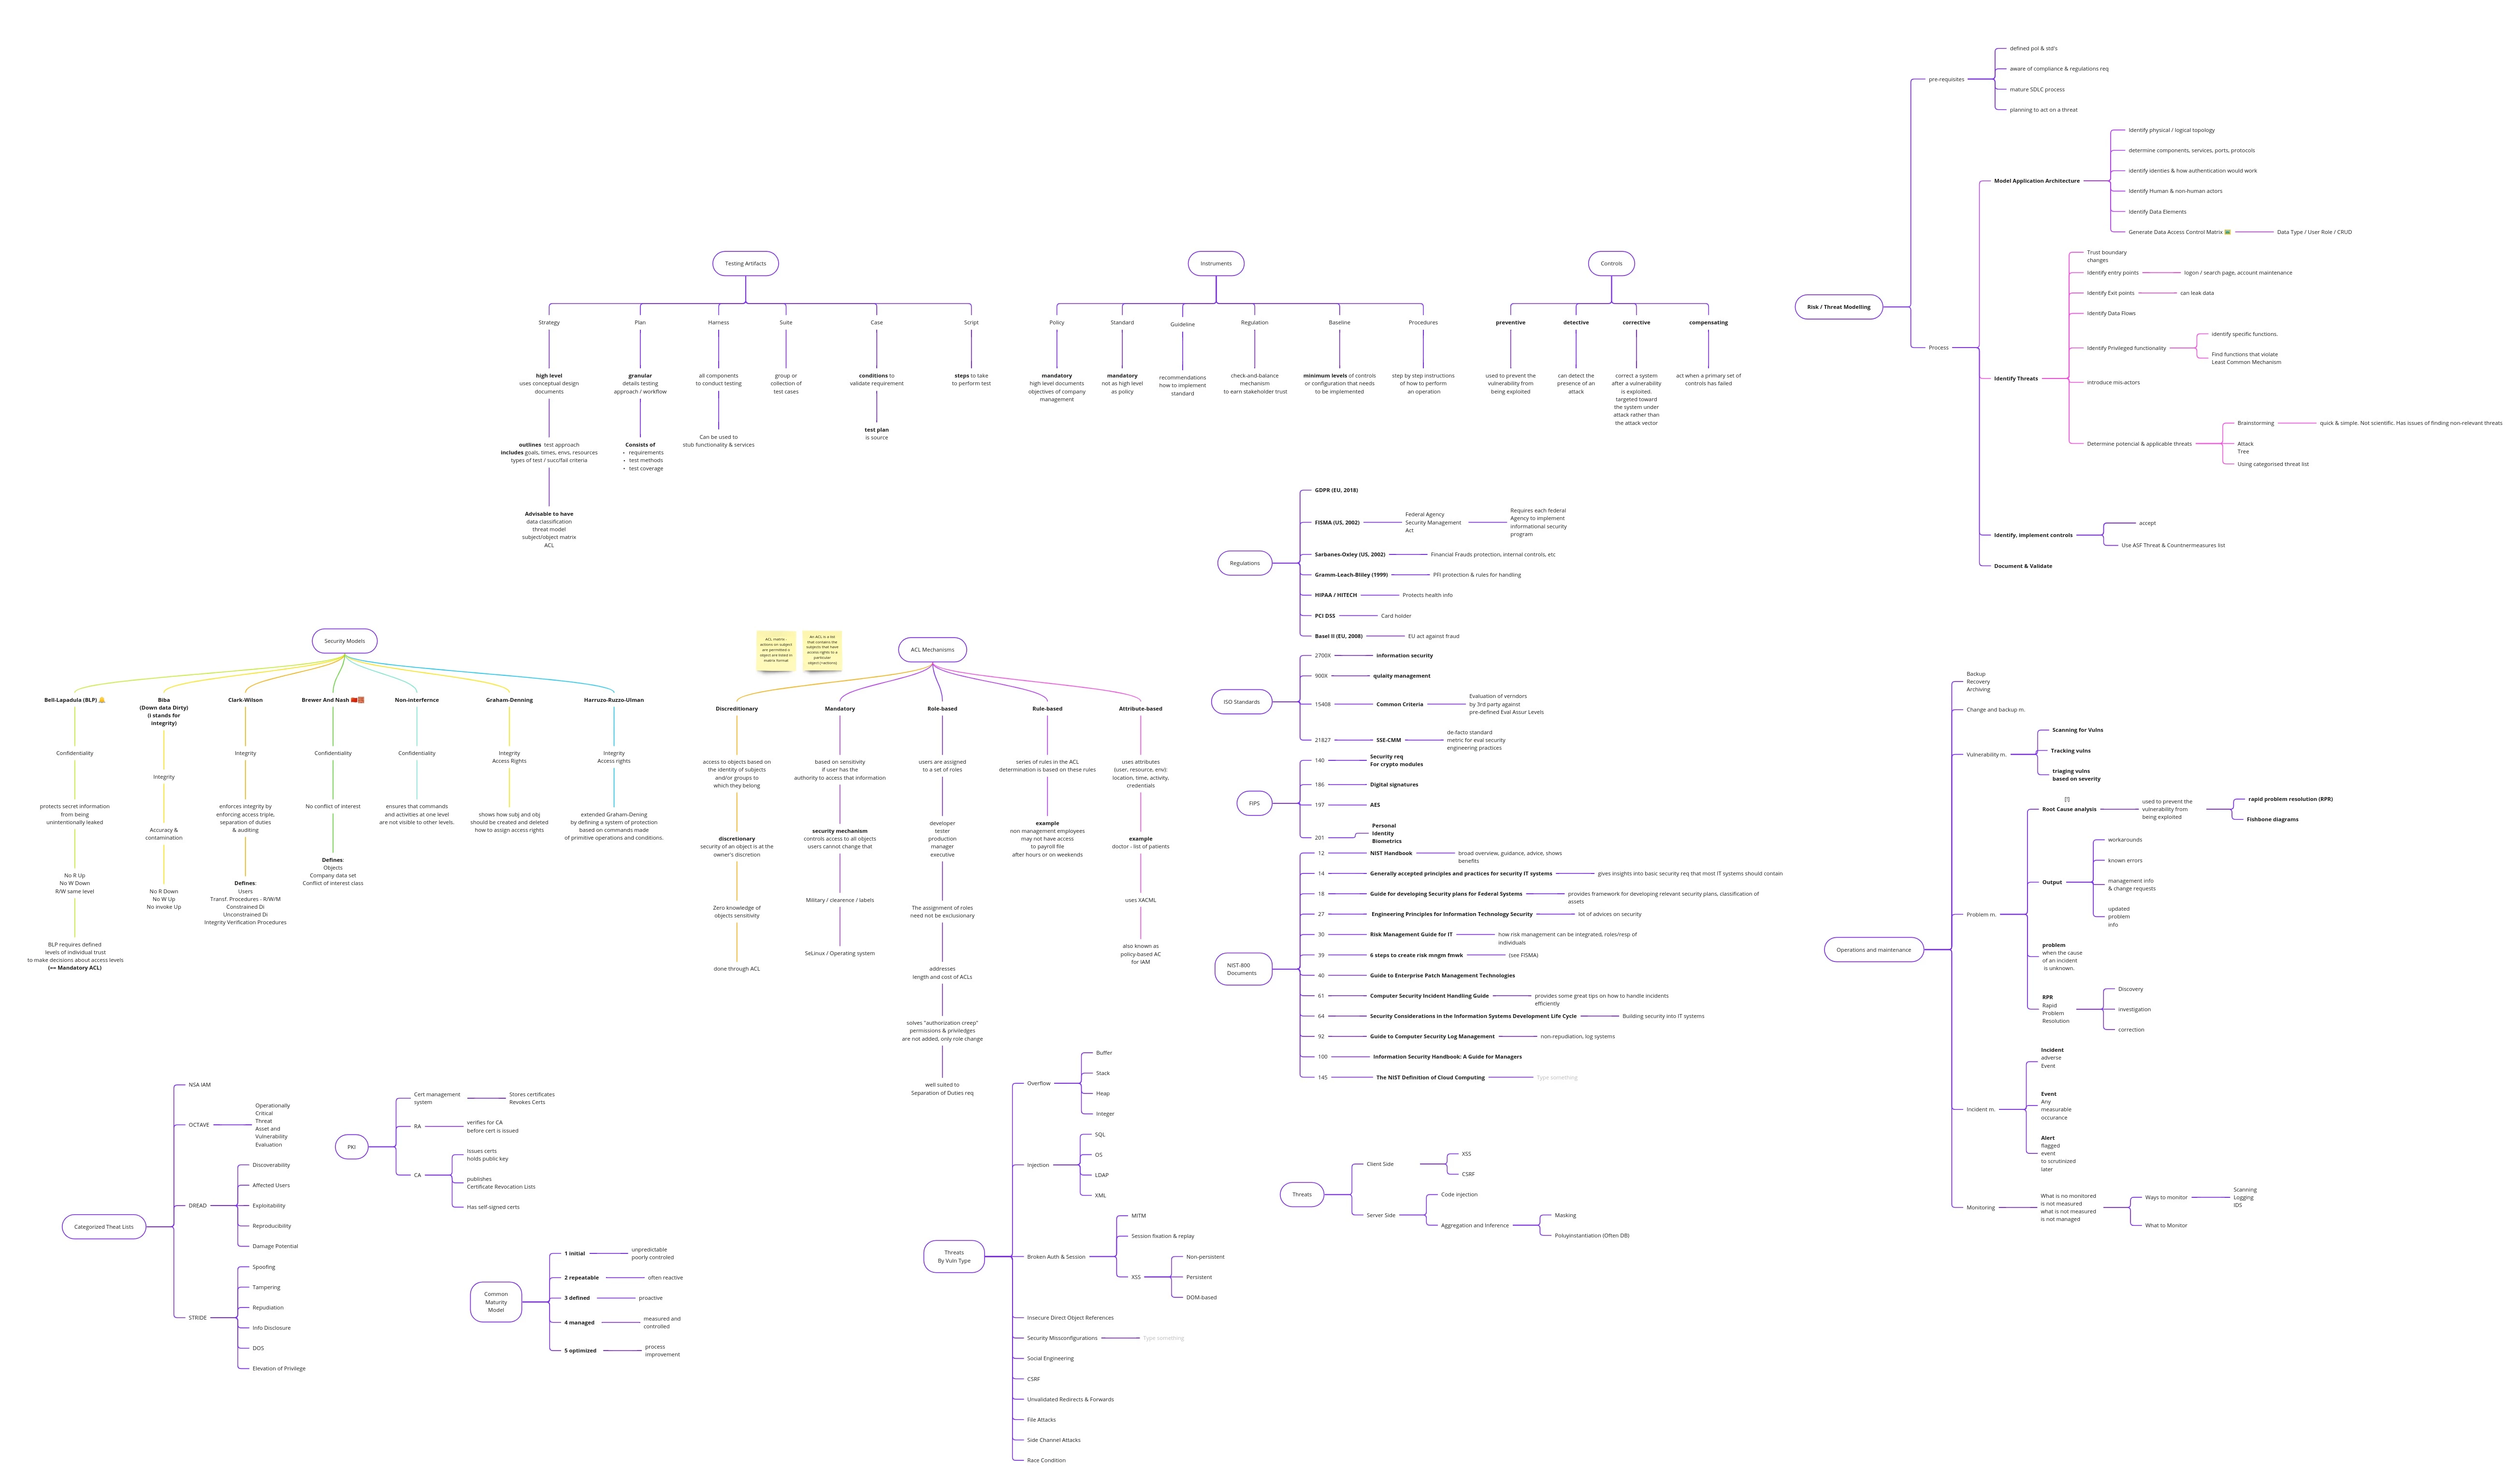 Testing Artifacts
Strategy
high level
uses conceptual design
documents
outlines test approach
includes goals, times, envs, resources
types of test / succ/fail criteria
Advisable to have
data classification
threat model
subject/object matrix
ACL
Plan
granular
details testing
approach / workflow
Consists of
• requirements
• test methods
• test coverage
Harness
all components
to conduct testing
Can be used to
stub functionality & services
Suite
group or
collection of
test cases
Case
conditions to
validate requirement
test plan
is source
Script
steps to take
to perform test
Instruments
Policy
mandatory
high level documents
objectives of company
management
Standard
mandatory
not as high level
as policy
Guideline
recommendations
how to implement
standard
Regulation
check-and-balance
mechanism
to earn stakeholder trust
Baseline
minimum levels of controls
or configuration that needs
to be implemented
Procedures
step by step instructions
of how to perform
an operation
Controls
preventive
used to prevent the
vulnerability from
being exploited
detective
can detect the
presence of an
attack
corrective
correct a system
after a vulnerability
is exploited.
targeted toward
the system under
attack rather than
the attack vector
compensating
act when a primary set of
controls has failed
Risk / Threat Modelling
pre-requisites
defined pol & std's
aware of compliance & regulations req
mature SDLC process
planning to act on a threat
Process
Model Application Architecture
Identify physical / logical topology
determine components, services, ports, protocols
identify identies & how authentication would work
Identify Human & non-human actors
Identify Data Elements
Generate Data Access Control Matrix
Data Type / User Role / CRUD
Identify Threats
Trust boundary
changes
Identify entry points
logon / search page, account maintenance
Identify Exit points
can leak data
Identify Data Flows
Identify Privileged functionality
identify specific functions.
Find functions that violate
Least Common Mechanism
introduce mis-actors
Determine potencial & applicable threats
Brainstorming
quick & simple. Not scientific. Has issues of finding non-relevant threats
Attack
Tree
Using categorised threat list
Identify, implement controls
accept
Use ASF Threat & Countnermeasures list
Document & Validate
Regulations
GDPR (EU, 2018)
FISMA (US, 2002)
Federal Agency
Security Management
Act
Requires each federal
Agency to implement
informational security
program
Sarbanes-Oxley (US, 2002)
Financial Frauds protection, internal controls, etc
Gramm-Leach-Bliley (1999)
PFI protection & rules for handling
HIPAA / HITECH
Protects health info
PCI DSS
Card holder
Basel II (EU, 2008)
EU act against fraud
ISO Standards
2700X
information security
900X
qulaity management
15408
Common Criteria
Evaluation of verndors
by 3rd party against
pre-defined Eval Assur Levels
21827
SSE-CMM
de-facto standard
metric for eval security
engineering practices
FIPS
140
Security req
For crypto modules
186
Digital signatures
197
AES
201
Personal
Identity
Biometrics
NIST-800
Documents
12
NIST Handbook
broad overview, guidance, advice, shows
benefits
14
Generally accepted principles and practices for security IT systems
gives insights into basic security req that most IT systems should contain
18
Guide for developing Security plans for Federal Systems
provides framework for developing relevant security plans, classification of
assets
27
Engineering Principles for Information Technology Security
lot of advices on security
30
Risk Management Guide for IT
how risk management can be integrated, roles/resp of
individuals
39
6 steps to create risk mngm fmwk
(see FISMA)
40
Guide to Enterprise Patch Management Technologies
61
Computer Security Incident Handling Guide
provides some great tips on how to handle incidents
efficiently
64
Security Considerations in the Information Systems Development Life Cycle
Building security into IT systems
92
Guide to Computer Security Log Management
non-repudiation, log systems
100
Information Security Handbook: A Guide for Managers
145
The NIST Definition of Cloud Computing
Type something
Security Models
Bell-Lapadula (BLP)
Confidentiality
protects secret information
from being
unintentionally leaked
No R Up
No W Down
R/W same level
BLP requires defined
levels of individual trust
to make decisions about access levels
(== Mandatory ACL)
Biba
(Down data Dirty)
(i stands for
integrity)
Integrity
Accuracy &
contamination
No R Down
No W Up
No invoke Up
Clark-Wilson
Integrity
enforces integrity by
enforcing access triple,
separation of duties
& auditing
Defines:
Users
Transf. Procedures - R/W/M
Constrained DI
Unconstrained DI
Integrity Verification Procedures
Brewer And Nash
Confidentiality
No conflict of interest
Defines:
Objects
Company data set
Conflict of interest class
Non-interfernce
Confidentiality
ensures that commands
and activities at one level
are not visible to other levels.
Graham-Denning
Integrity
Access Rights
shows how subj and obj
should be created and deleted
how to assign access rights
Harruzo-Ruzzo-Ulman
Integrity
Access rights
extended Graham-Dening
by defining a system of protection
based on commands made
of primitive operations and conditions.
ACL matrix -
actions on subject
are permitted o
object are listed in
matrix format
An ACL is a list
that contains the
subjects that have
access rights to a
particular
object (+actions)
ACL Mechanisms
Discreditionary
access to objects based on
the identity of subjects
and/or groups to
which they belong
discretionary
security of an object is at the
owner's discretion
Zero knowledge of
objects sensitivity
done through ACL
Mandatory
based on sensitivity
if user has the
authority to access that information
security mechanism
controls access to all objects
users cannot change that
Military / clearence / labels
SeLinux / Operating system
Role-based
users are assigned
to a set of roles
developer
tester
production
manager
executive
The assignment of roles
need not be exclusionary
addresses
length and cost of ACLs
solves "authorization creep"
permissions & priviledges
are not added, only role change
well suited to
Separation of Duties req
Rule-based
series of rules in the ACL
determination is based on these rules
example
non management employees
may not have access
to payroll file
after hours or on weekends
Attribute-based
uses attributes
(user, resource, env):
location, time, activity,
credentials
example
doctor - list of patients
uses XACML
also known as
policy-based AC
for IAM
Operations and maintenance
Backup
Recovery
Archiving
Change and backup m.
Vulnerability m.
Scanning for Vulns
Tracking vulns
triaging vulns
based on severity
Problem m.
[!]
Root Cause analysis
used to prevent the
vulnerability from
being exploited
rapid problem resolution (RPR)
Fishbone diagrams
Output
workarounds
known errors
management info
& change requests
updated
problem
info
problem
when the cause
of an incident
is unknown.
RPR
Rapid
Problem
Resolution
Discovery
investigation
correction
Incident m.
Incident
adverse
Event
Event
Any
measurable
occurance
Alert
flagged
event
to scrutinized
later
Monitoring
What is no monitored
is not measured
what is not measured
is not managed
Ways to monitor
Scanning
Logging
IDS
What to Monitor
Categorized Theat Lists
NSA IAM
OCTAVE
Operationally
Critical
Threat
Asset and
Vulnerability
Evaluation
DREAD
Discoverability
Affected Users
Exploitability
Reproducibility
Damage Potential
STRIDE
Spoofing
Tampering
Repudiation
Info Disclosure
DOS
Elevation of Privilege
PKI
Cert management
system
Stores certificates
Revokes Certs
RA
verifies for CA
before cert is issued
CA
Issues certs
holds public key
publishes
Certificate Revocation Lists
Has self-signed certs
Common
Maturity
Model
1 initial
unpredictable
poorly controled
2 repeatable
often reactive
3 defined
proactive
4 managed
measured and
controlled
5 optimized
process
improvement
Threats
By Vuln Type
Overflow
Buffer
Stack
Heap
Integer
Injection
SQL
OS
LDAP
XML
Broken Auth & Session
MITM
Session fixation & replay
XSS
Non-persistent
Persistent
DOM-based
Insecure Direct Object References
Security Missconfigurations
Type something
Social Engineering
CSRF
Unvalidated Redirects & Forwards
File Attacks
Side Channel Attacks
Race Condition
Threats
Client Side
XSS
CSRF
Server Side
Code injection
Aggregation and Inference
Masking
Poluyinstantiation (Often DB)